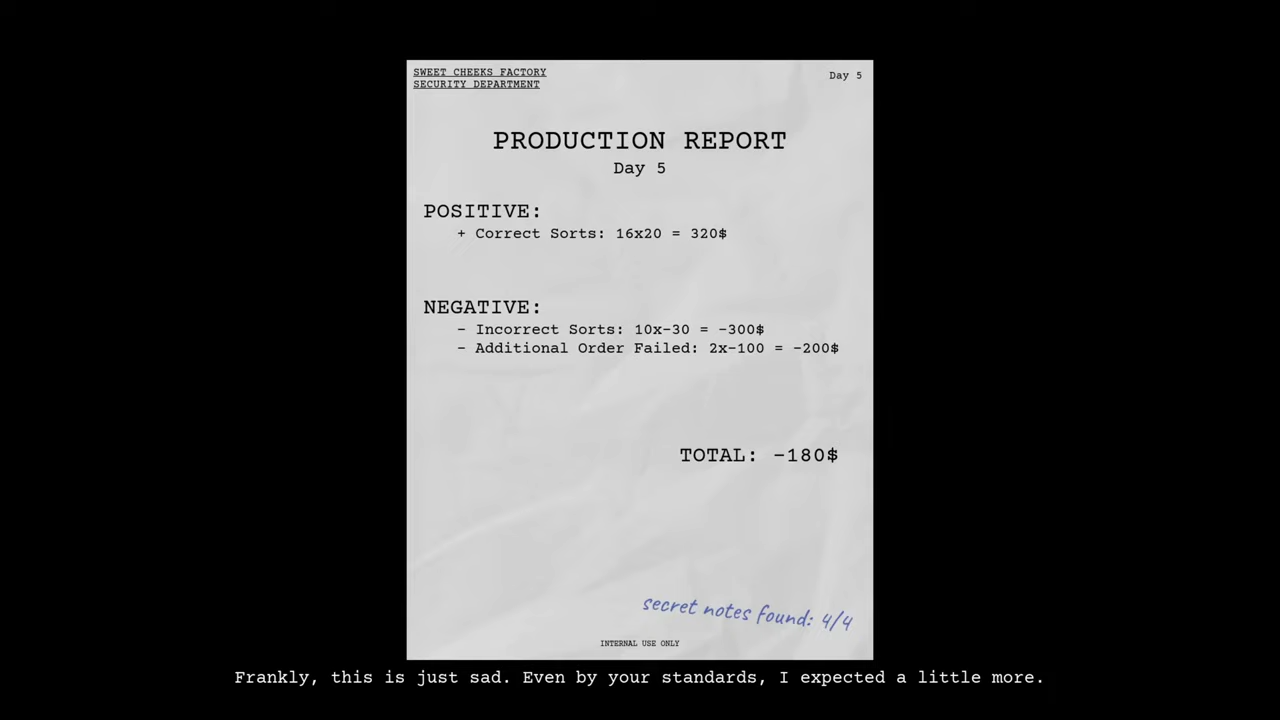 SWEET CHEEKS FACTORY
SECURITY DEPARTMENT
Day 5
PRODUCTION REPORT
Day 5
POSITIVE:
+ Correct Sorts: 16x20 = 320$
NEGATIVE:
- Incorrect Sorts: 10x-30 = -300$
- Additional Order Failed: 2x-100 = -200$
TOTAL: -180$
secret notes found: 4/4
INTERNAL USE ONLY
Frankly, this is just sad. Even by your standards, I expected a little more.